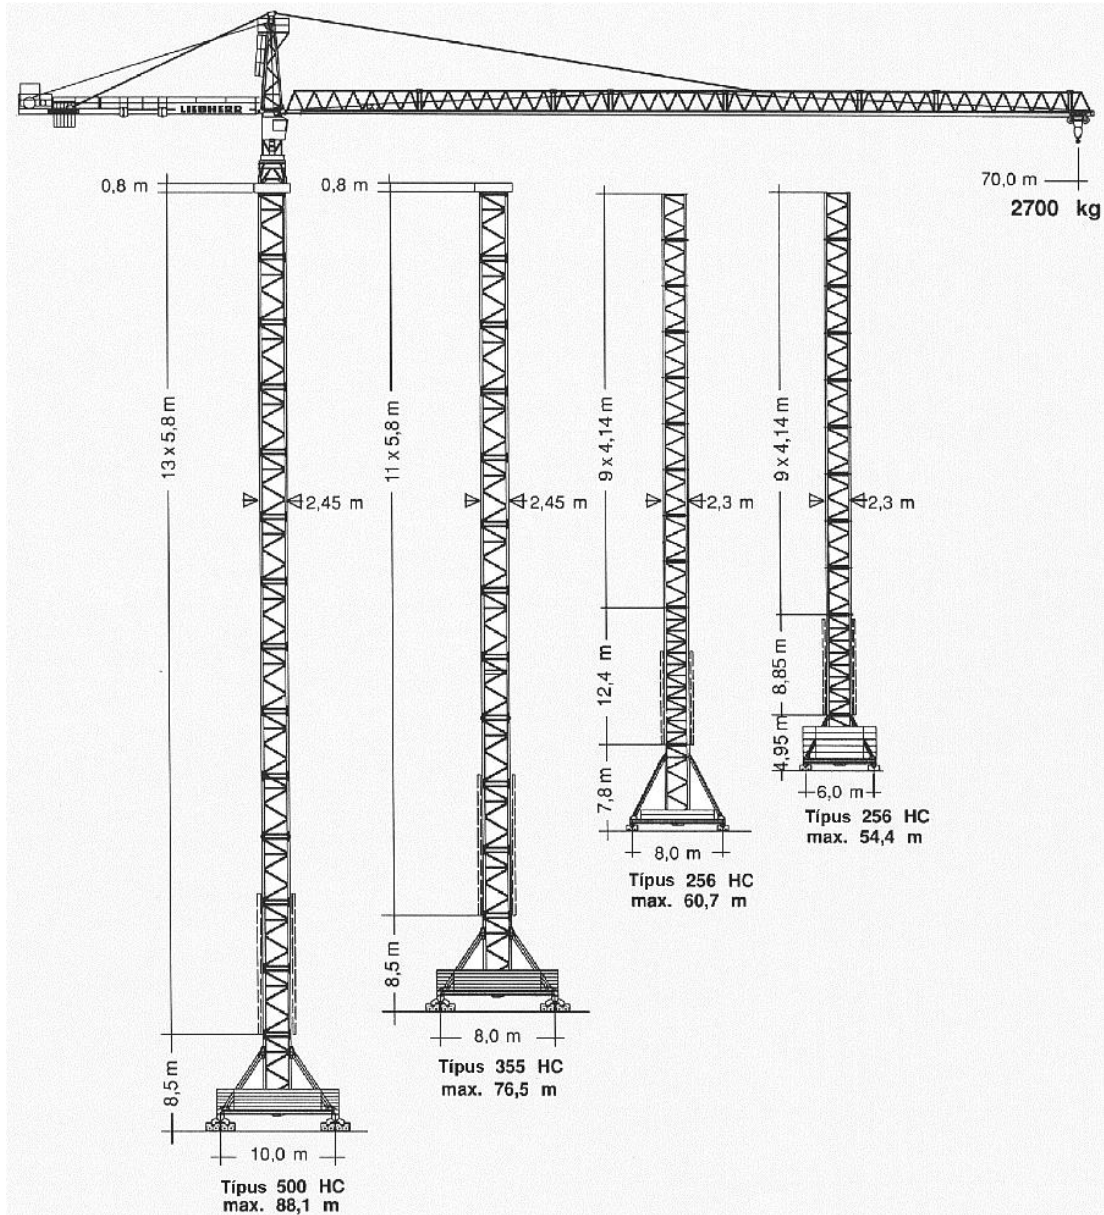 LIEBHERR
0,8 m
0,8 m
70,0 m
2700 kg
13 x 5,8 m
11 x 5,8 m
9 x 4,14 m
9 x 4,14 m
2,45 m
2,45 m
2,3 m
2,3 m
12,4 m
8,85 m
4,95 m
7,8 m
6,0 m
Típus 256 HC
max. 54,4 m
8,0 m
Típus 256 HC
max. 60,7 m
8,5 m
8,0 m
Típus 355 HC
max. 76,5 m
8,5 m
10,0 m
Típus 500 HC
max. 88,1 m